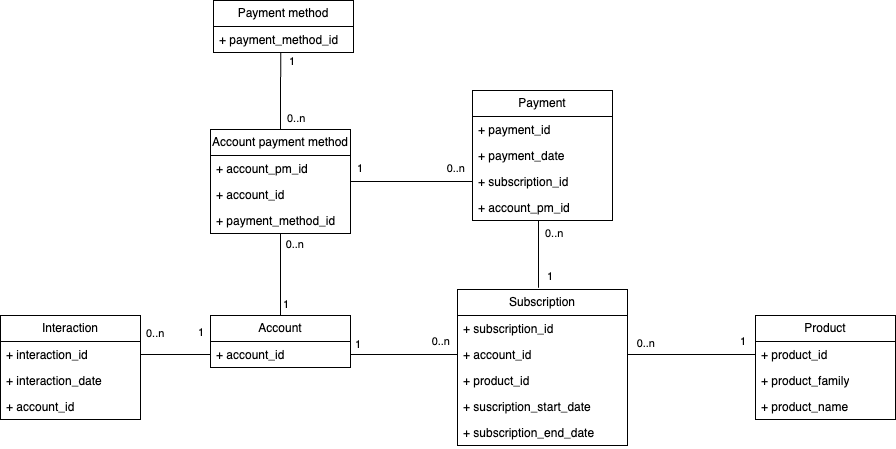 Payment method
+ payment_method_id
1
0..n
Account payment method
+ account_pm_id
+ account_id
+ payment_method_id
1
0..n
Payment
+ payment_id
+ payment_date
+ subscription_id
+ account_pm_id
0..n
1
0..n
1
Interaction
+ interaction_id
+ interaction_date
+ account_id
0..n
1
Account
+ account_id
1
0..n
Subscription
+ subscription_id
+ account_id
+ product_id
+ suscription_start_date
+ subscription_end_date
0..n
1
Product
+ product_id
+ product_family
+ product_name